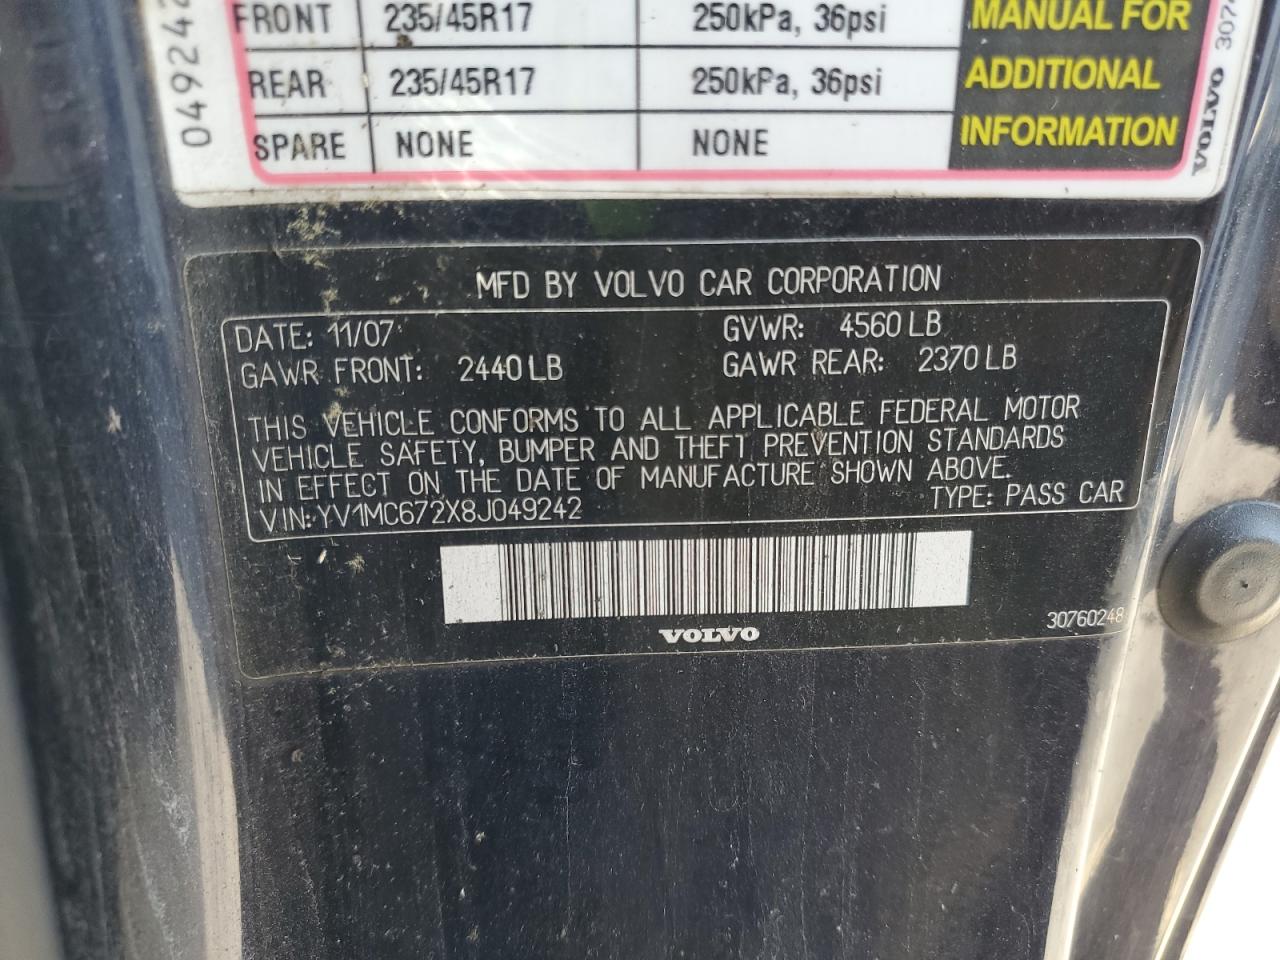 FRONT 235/45R17 250kPa, 36psi MANUAL FOR
REAR 235/45R17 250kPa, 36psi ADDITIONAL
SPARE NONE NONE INFORMATION
VOLVO
MFD BY VOLVO CAR CORPORATION
DATE: 11/07 GVWR: 4560 LB
GAWR FRONT: 2440 LB GAWR REAR: 2370 LB
THIS VEHICLE CONFORMS TO ALL APPLICABLE FEDERAL MOTOR
VEHICLE SAFETY, BUMPER AND THEFT PREVENTION STANDARDS
IN EFFECT ON THE DATE OF MANUFACTURE SHOWN ABOVE.
VIN: YV1MC672X8J049242 TYPE: PASS CAR
VOLVO
30760248